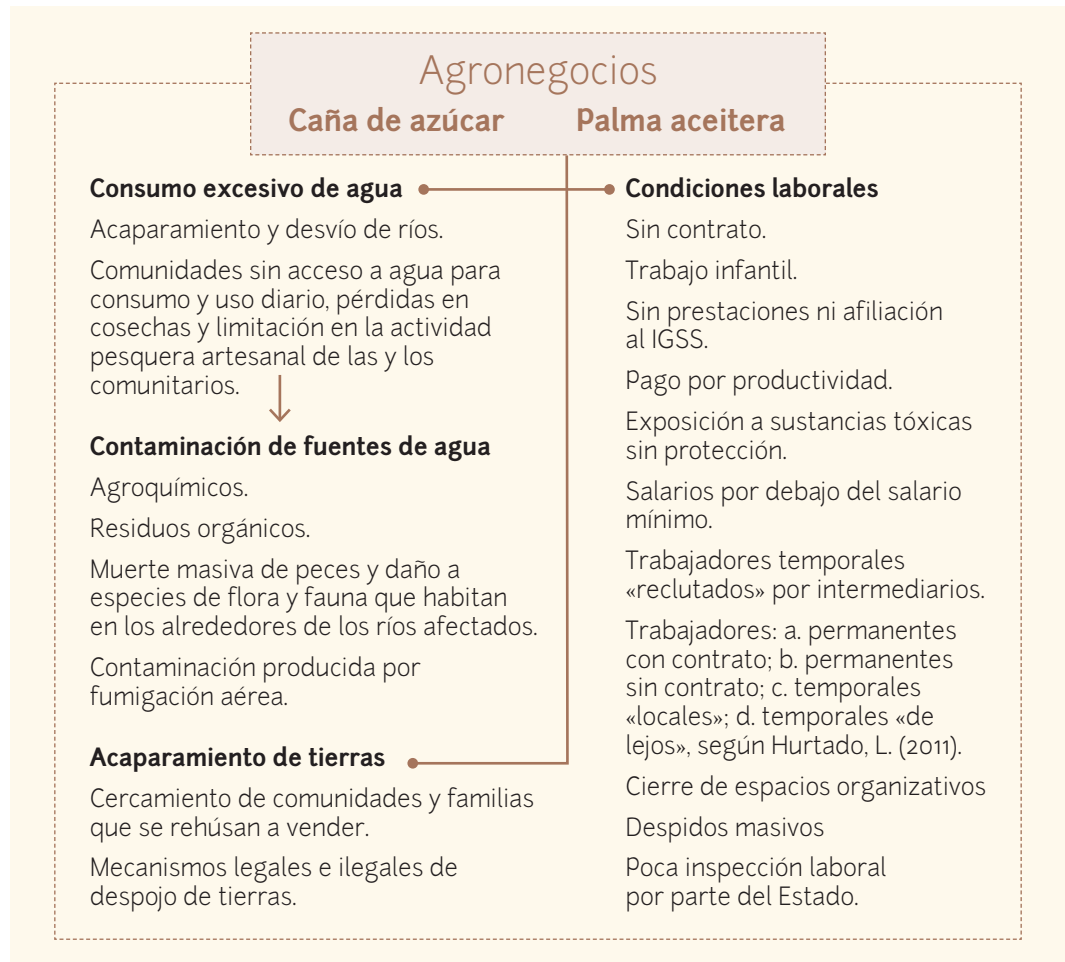 Agronegocios
Caña de azúcar Palma aceitera
Consumo excesivo de agua
Acaparamiento y desvío de ríos.
Comunidades sin acceso a agua para
consumo y uso diario, pérdidas en
cosechas y limitación en la actividad
pesquera artesanal de las y los
comunitarios.
Contaminación de fuentes de agua
Agroquímicos.
Residuos orgánicos.
Muerte masiva de peces y daño a
especies de flora y fauna que habitan
en los alrededores de los ríos afectados.
Contaminación producida por
fumigación aérea.
Acaparamiento de tierras
Cercamiento de comunidades y familias
que se rehúsan a vender.
Mecanismos legales e ilegales de
despojo de tierras.
Condiciones laborales
Sin contrato.
Trabajo infantil.
Sin prestaciones ni afiliación
al IGSS.
Pago por productividad.
Exposición a sustancias tóxicas
sin protección.
Salarios por debajo del salario
mínimo.
Trabajadores temporales
«reclutados» por intermediarios.
Trabajadores: a. permanentes
con contrato; b. permanentes
sin contrato; c. temporales
«locales»; d. temporales «de
lejos», según Hurtado, L. (2011).
Cierre de espacios organizativos
Despidos masivos
Poca inspección laboral
por parte del Estado.